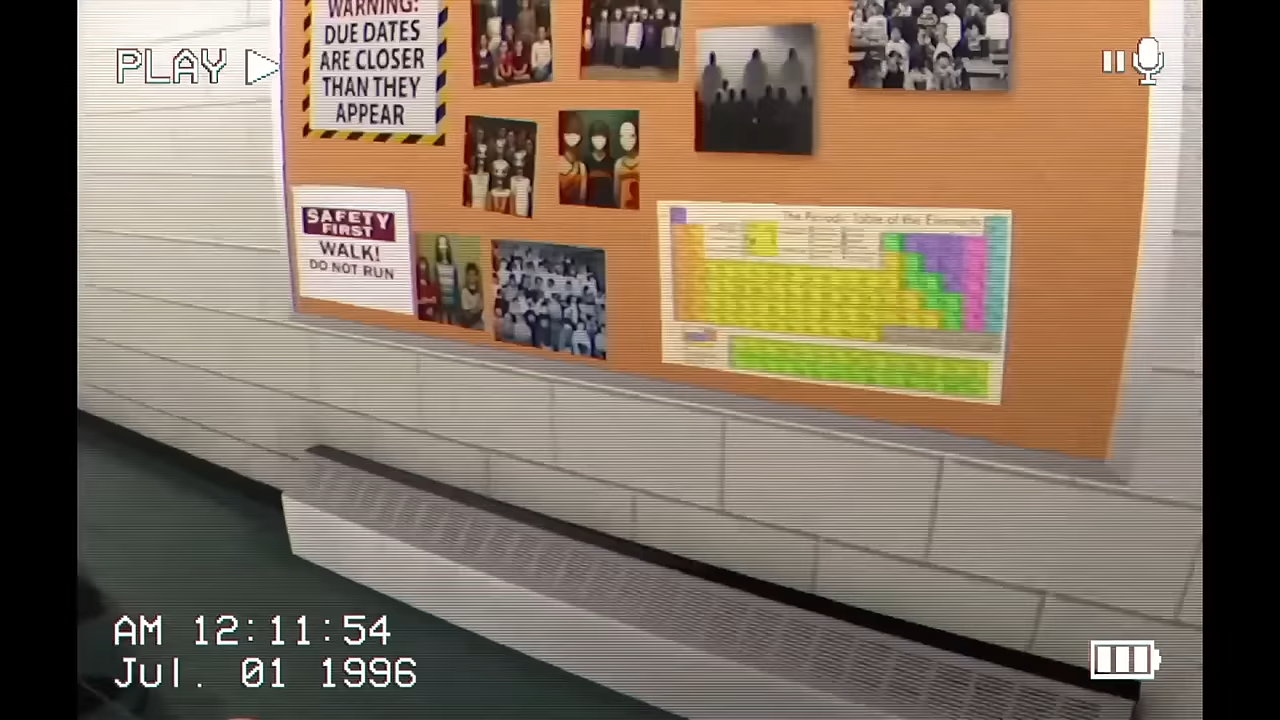 WARNING:
DUE DATES
ARE CLOSER
THAN THEY
APPEAR
PLAY
SAFETY
FIRST
WALK!
DO NOT RUN
The Periodic Table of the Elements
AM 12:11:54
Jul. 01 1996